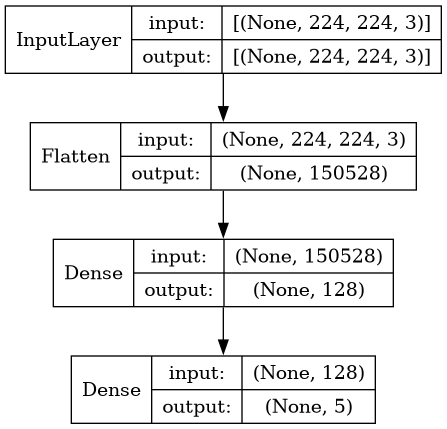 InputLayer
input: [(None, 224, 224, 3)]
output: [(None, 224, 224, 3)]
Flatten
input: (None, 224, 224, 3)
output: (None, 150528)
Dense
input: (None, 150528)
output: (None, 128)
Dense
input: (None, 128)
output: (None, 5)